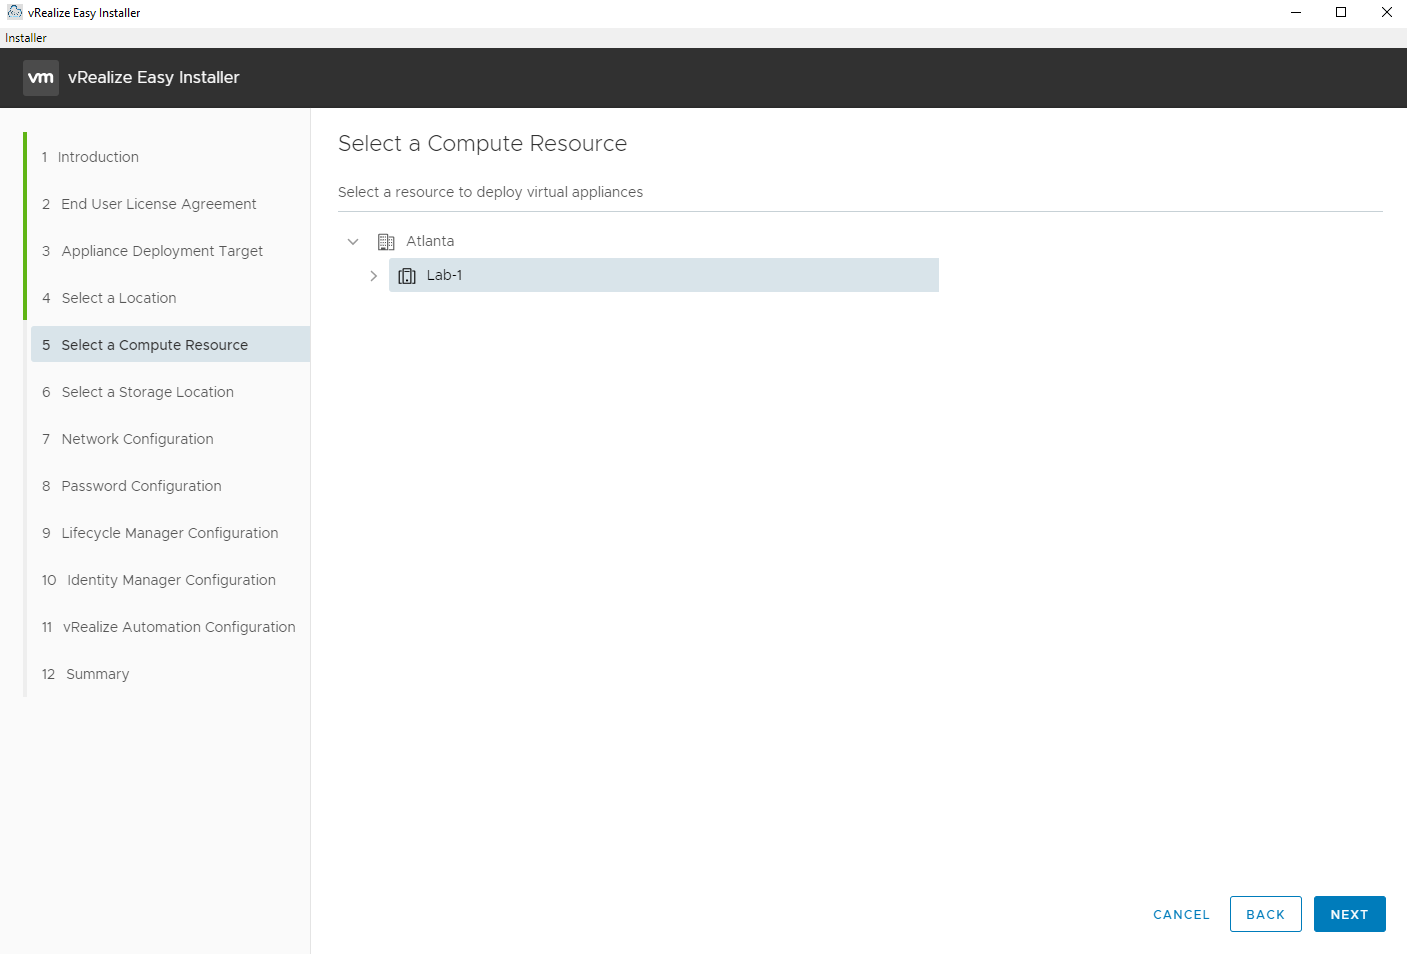 vRealize Easy Installer
Installer
vm vRealize Easy Installer
1 Introduction
2 End User License Agreement
3 Appliance Deployment Target
4 Select a Location
5 Select a Compute Resource
6 Select a Storage Location
7 Network Configuration
8 Password Configuration
9 Lifecycle Manager Configuration
10 Identity Manager Configuration
11 vRealize Automation Configuration
12 Summary
Select a Compute Resource
Select a resource to deploy virtual appliances
Atlanta
Lab-1
CANCEL BACK NEXT